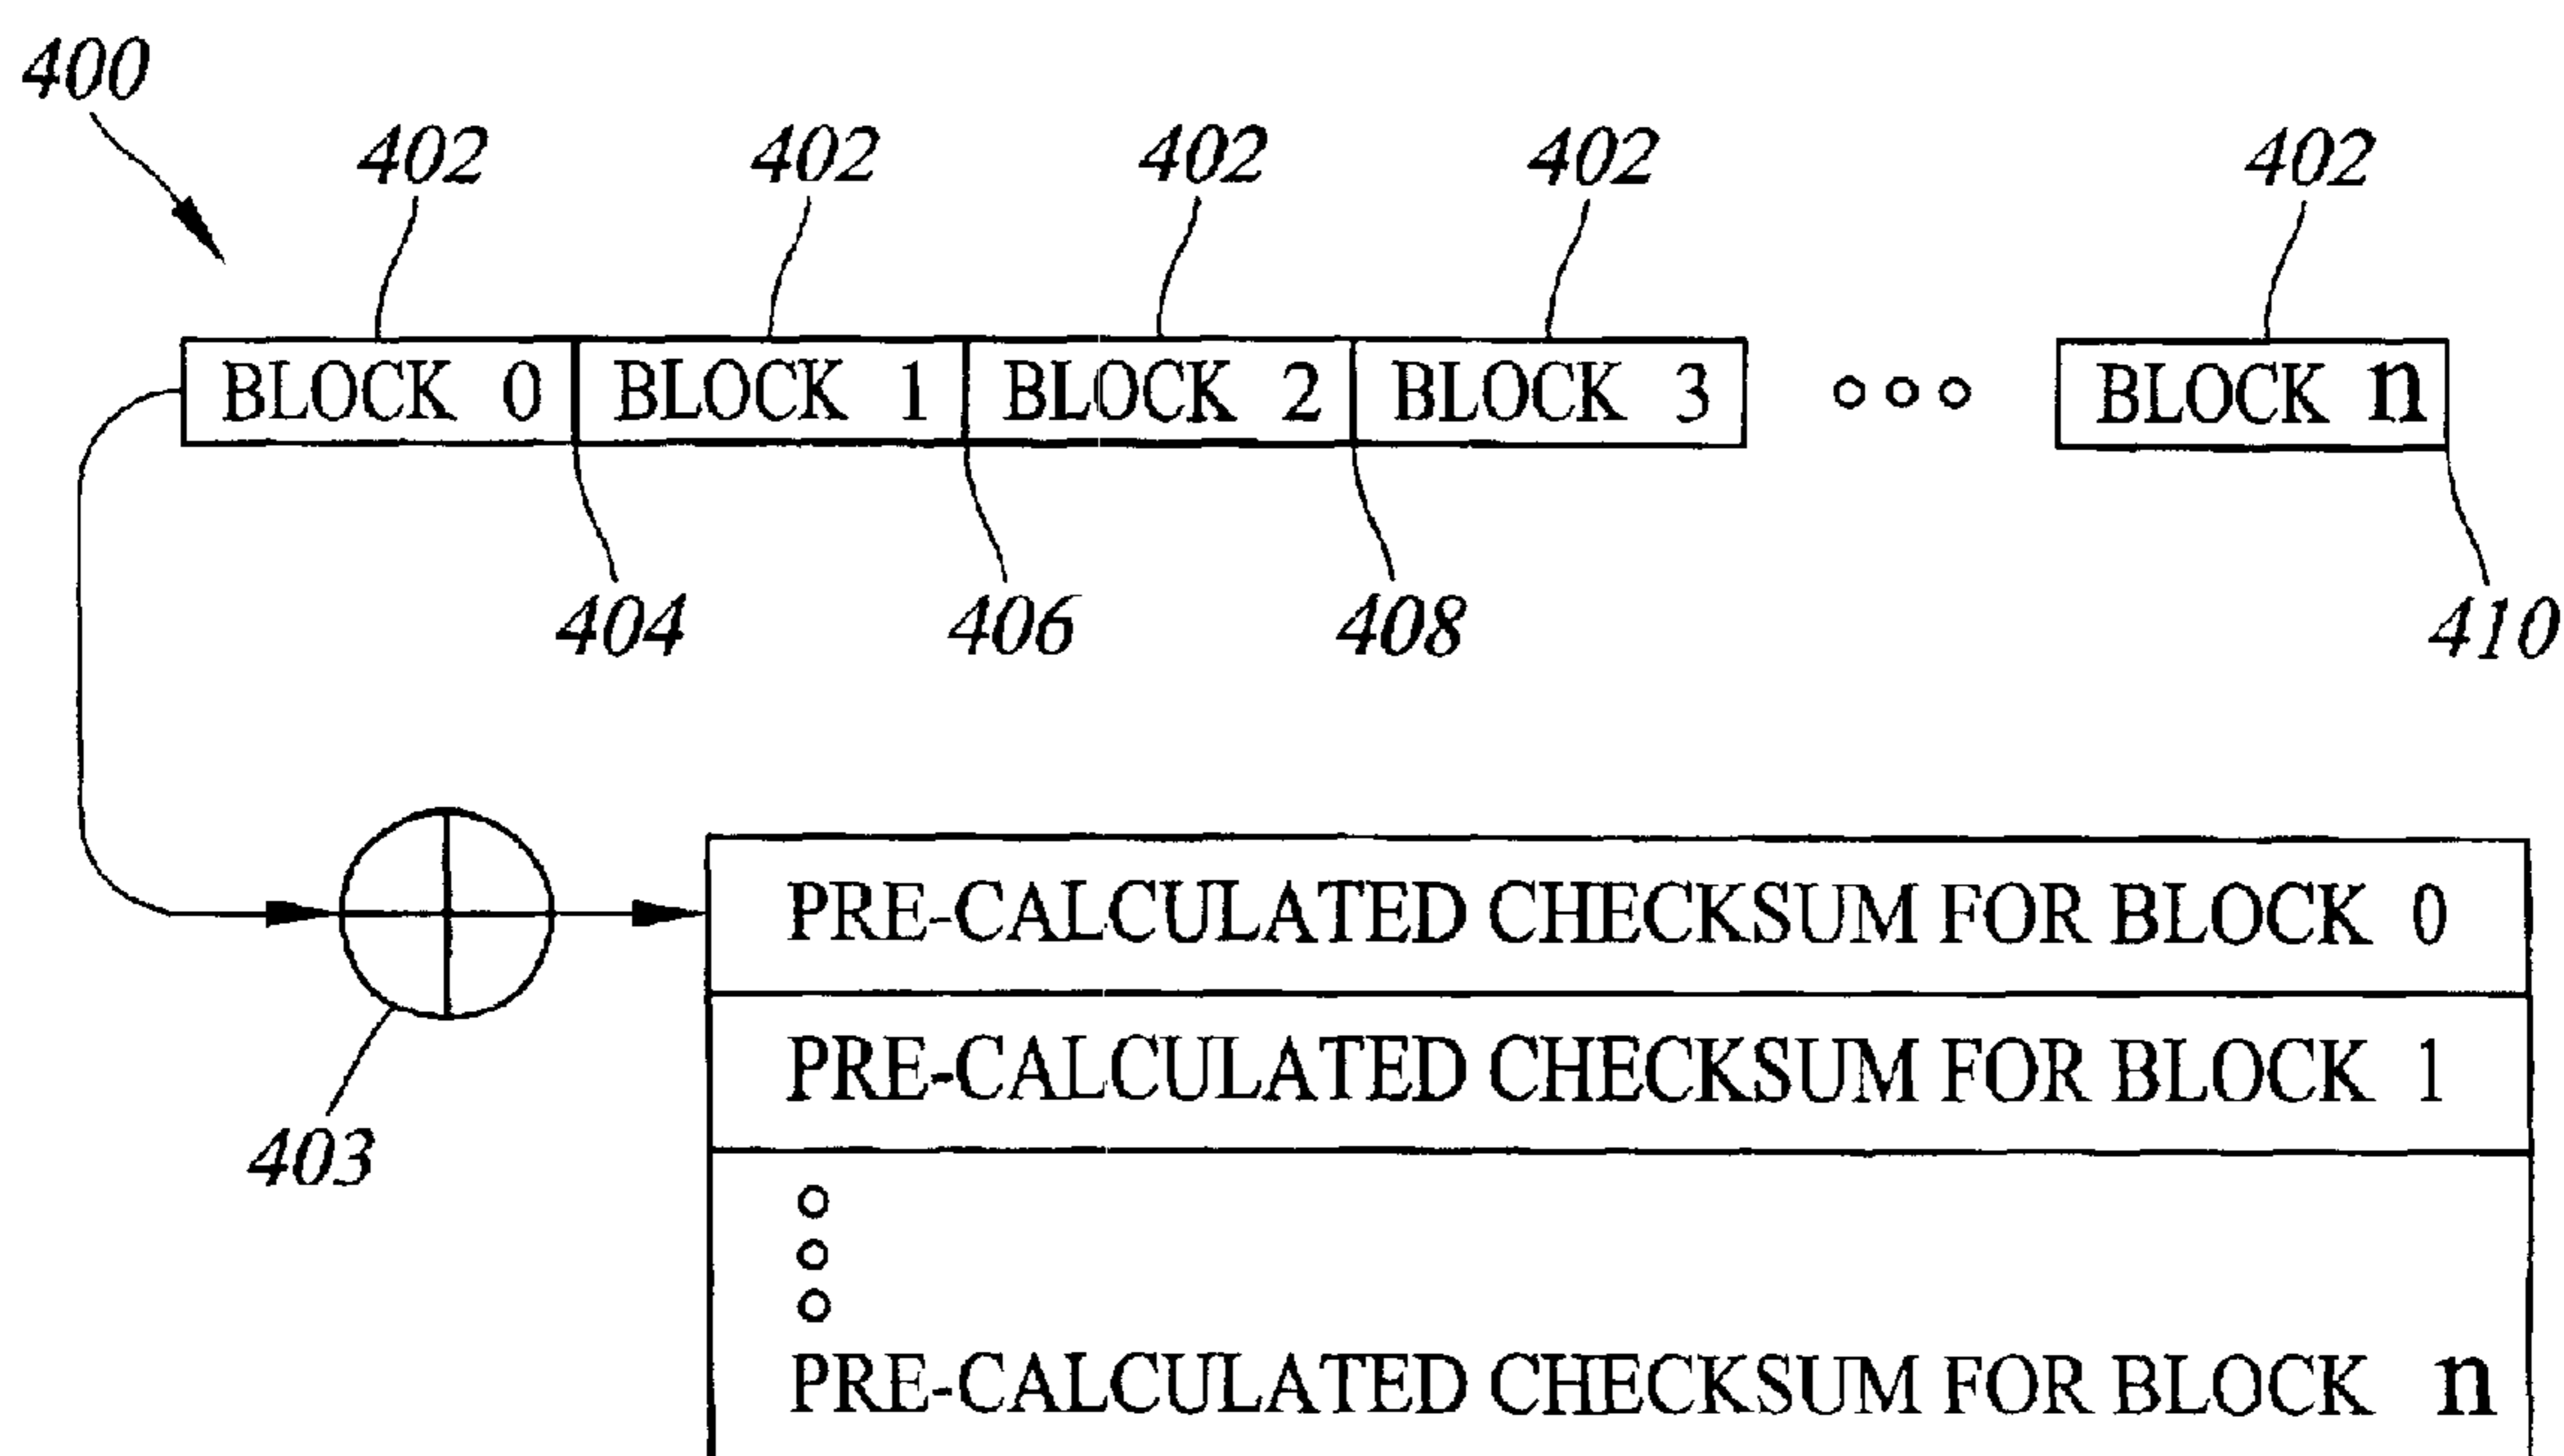 400
402 402 402 402 402
BLOCK 0 BLOCK 1 BLOCK 2 BLOCK 3 BLOCK n
404 406 408 410
PRE-CALCULATED CHECKSUM FOR BLOCK 0
PRE-CALCULATED CHECKSUM FOR BLOCK 1
403
PRE-CALCULATED CHECKSUM FOR BLOCK n